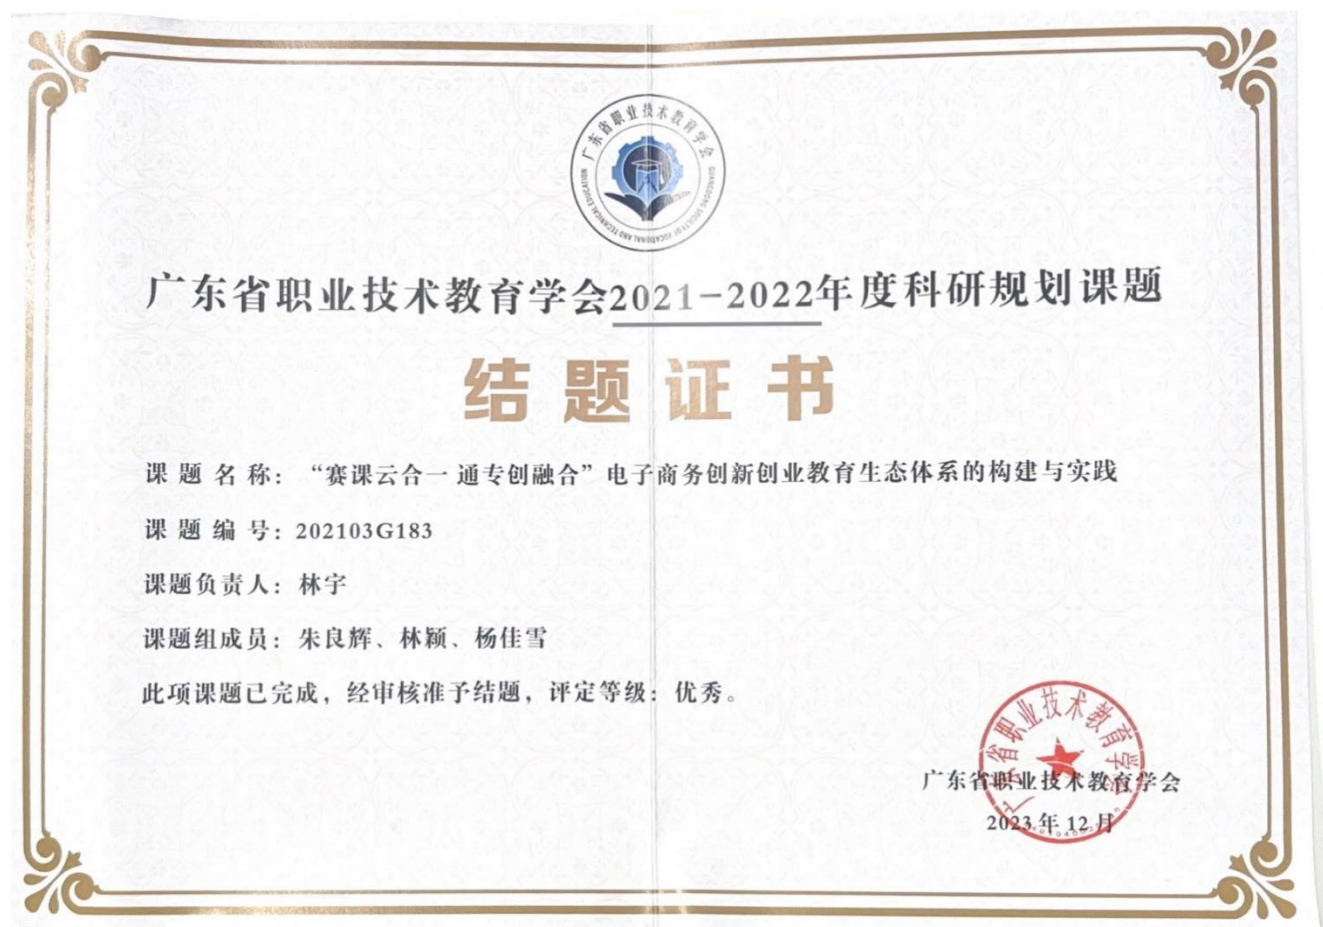 广东省职业技术教育学会
GUANGDONG SOCIETY OF VOCATIONAL AND TECHNICAL EDUCATION
广东省职业技术教育学会2021-2022年度科研规划课题
结题证书
课题名称：“赛课云合一 通专创融合”电子商务创新创业教育生态体系的构建与实践
课题编号：202103G183
课题负责人：林宇
课题组成员：朱良辉、林颖、杨佳雪
此项课题已完成，经审核准予结题，评定等级：优秀。
广东省职业技术教育学会
广东省职业技术教育学会
2023年12月